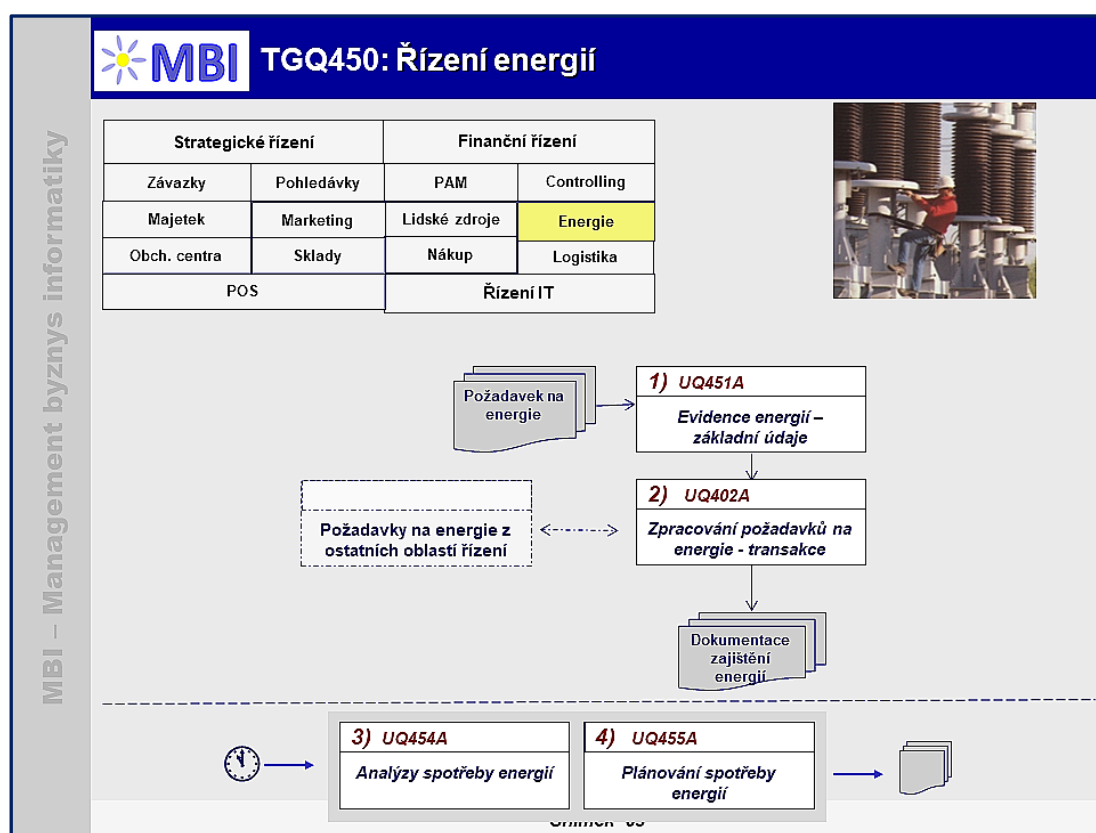 MBI
TGQ450: Řízení energií
MBI – Management byznys informatiky
Strategické řízení Finanční řízení
Závazky Pohledávky PAM Controlling
Majetek Marketing Lidské zdroje Energie
Obch. centra Sklady Nákup Logistika
POS Řízení IT
Požadavek na
energie
1) UQ451A
Evidence energií –
základní údaje
2) UQ402A
Zpracování požadavků na
energie - transakce
Požadavky na energie z
ostatních oblastí řízení
Dokumentace
zajištění
energií
3) UQ454A
Analýzy spotřeby energií
4) UQ455A
Plánování spotřeby
energií